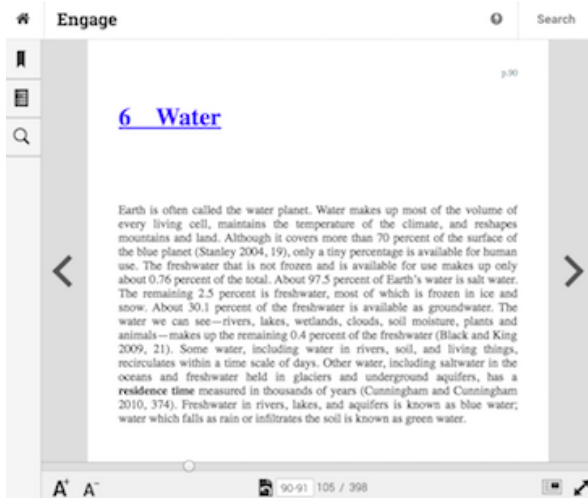 Engage
Search
p.90
6 Water
Earth is often called the water planet. Water makes up most of the volume of
every living cell, maintains the temperature of the climate, and reshapes
mountains and land. Although it covers more than 70 percent of the surface of
the blue planet (Stanley 2004, 19), only a tiny percentage is available for human
use. The freshwater that is not frozen and is available for use makes up only
about 0.76 percent of the total. About 97.5 percent of Earth's water is salt water.
The remaining 2.5 percent is freshwater, most of which is frozen in ice and
snow. About 30.1 percent of the freshwater is available as groundwater. The
water we can see—rivers, lakes, wetlands, clouds, soil moisture, plants and
animals—makes up the remaining 0.4 percent of the freshwater (Black and King
2009, 21). Some water, including water in rivers, soil, and living things,
recirculates within a time scale of days. Other water, including saltwater in the
oceans and freshwater held in glaciers and underground aquifers, has a
residence time measured in thousands of years (Cunningham and Cunningham
2010, 374). Freshwater in rivers, lakes, and aquifers is known as blue water;
water which falls as rain or infiltrates the soil is known as green water.
A+ A- 90-91 105 / 398